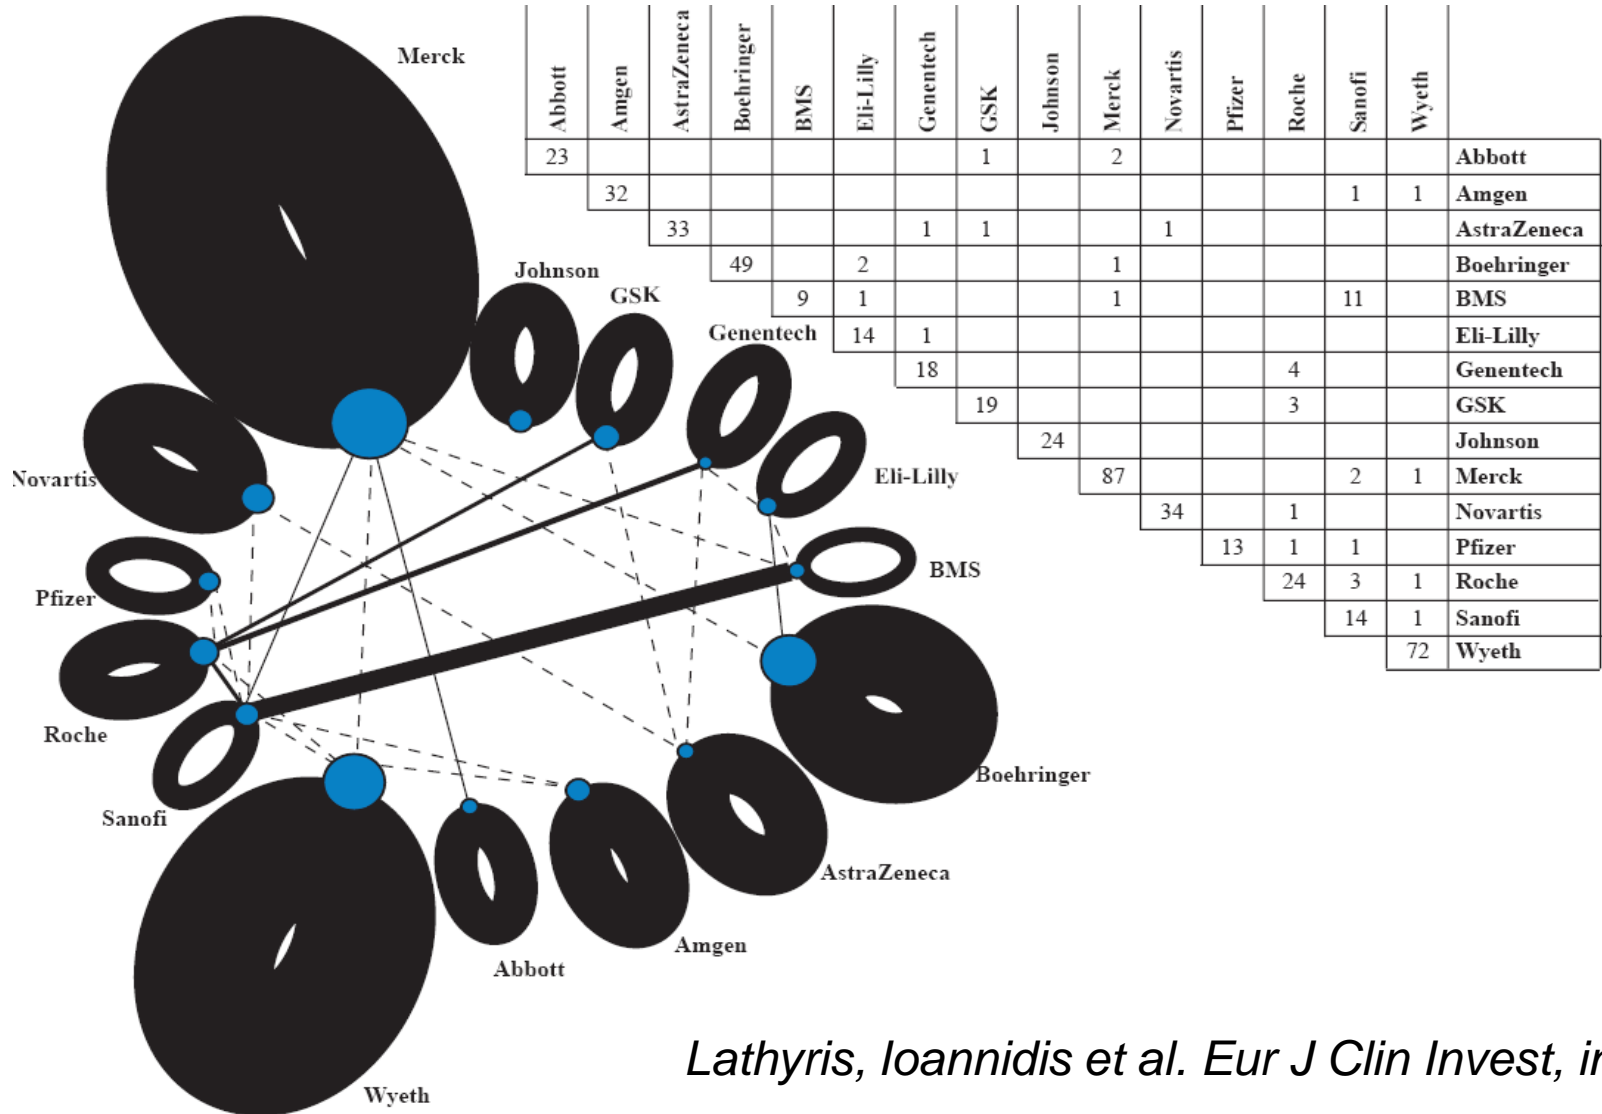 Abbott Amgen AstraZeneca Boehringer BMS Eli-Lilly Genentech GSK Johnson Merck Novartis Pfizer Roche Sanofi Wyeth
23 1 2 Abbott
32 1 1 Amgen
33 1 1 1 AstraZeneca
49 2 1 Boehringer
9 1 1 11 BMS
14 1 Eli-Lilly
18 4 Genentech
19 3 GSK
24 Johnson
87 2 1 Merck
34 1 Novartis
13 1 1 Pfizer
24 3 1 Roche
14 1 Sanofi
72 Wyeth
Merck
Johnson
GSK
Genentech
Eli-Lilly
Novartis
BMS
Pfizer
Roche
Boehringer
Sanofi
AstraZeneca
Amgen
Abbott
Wyeth
Lathyris, Ioannidis et al. Eur J Clin Invest,